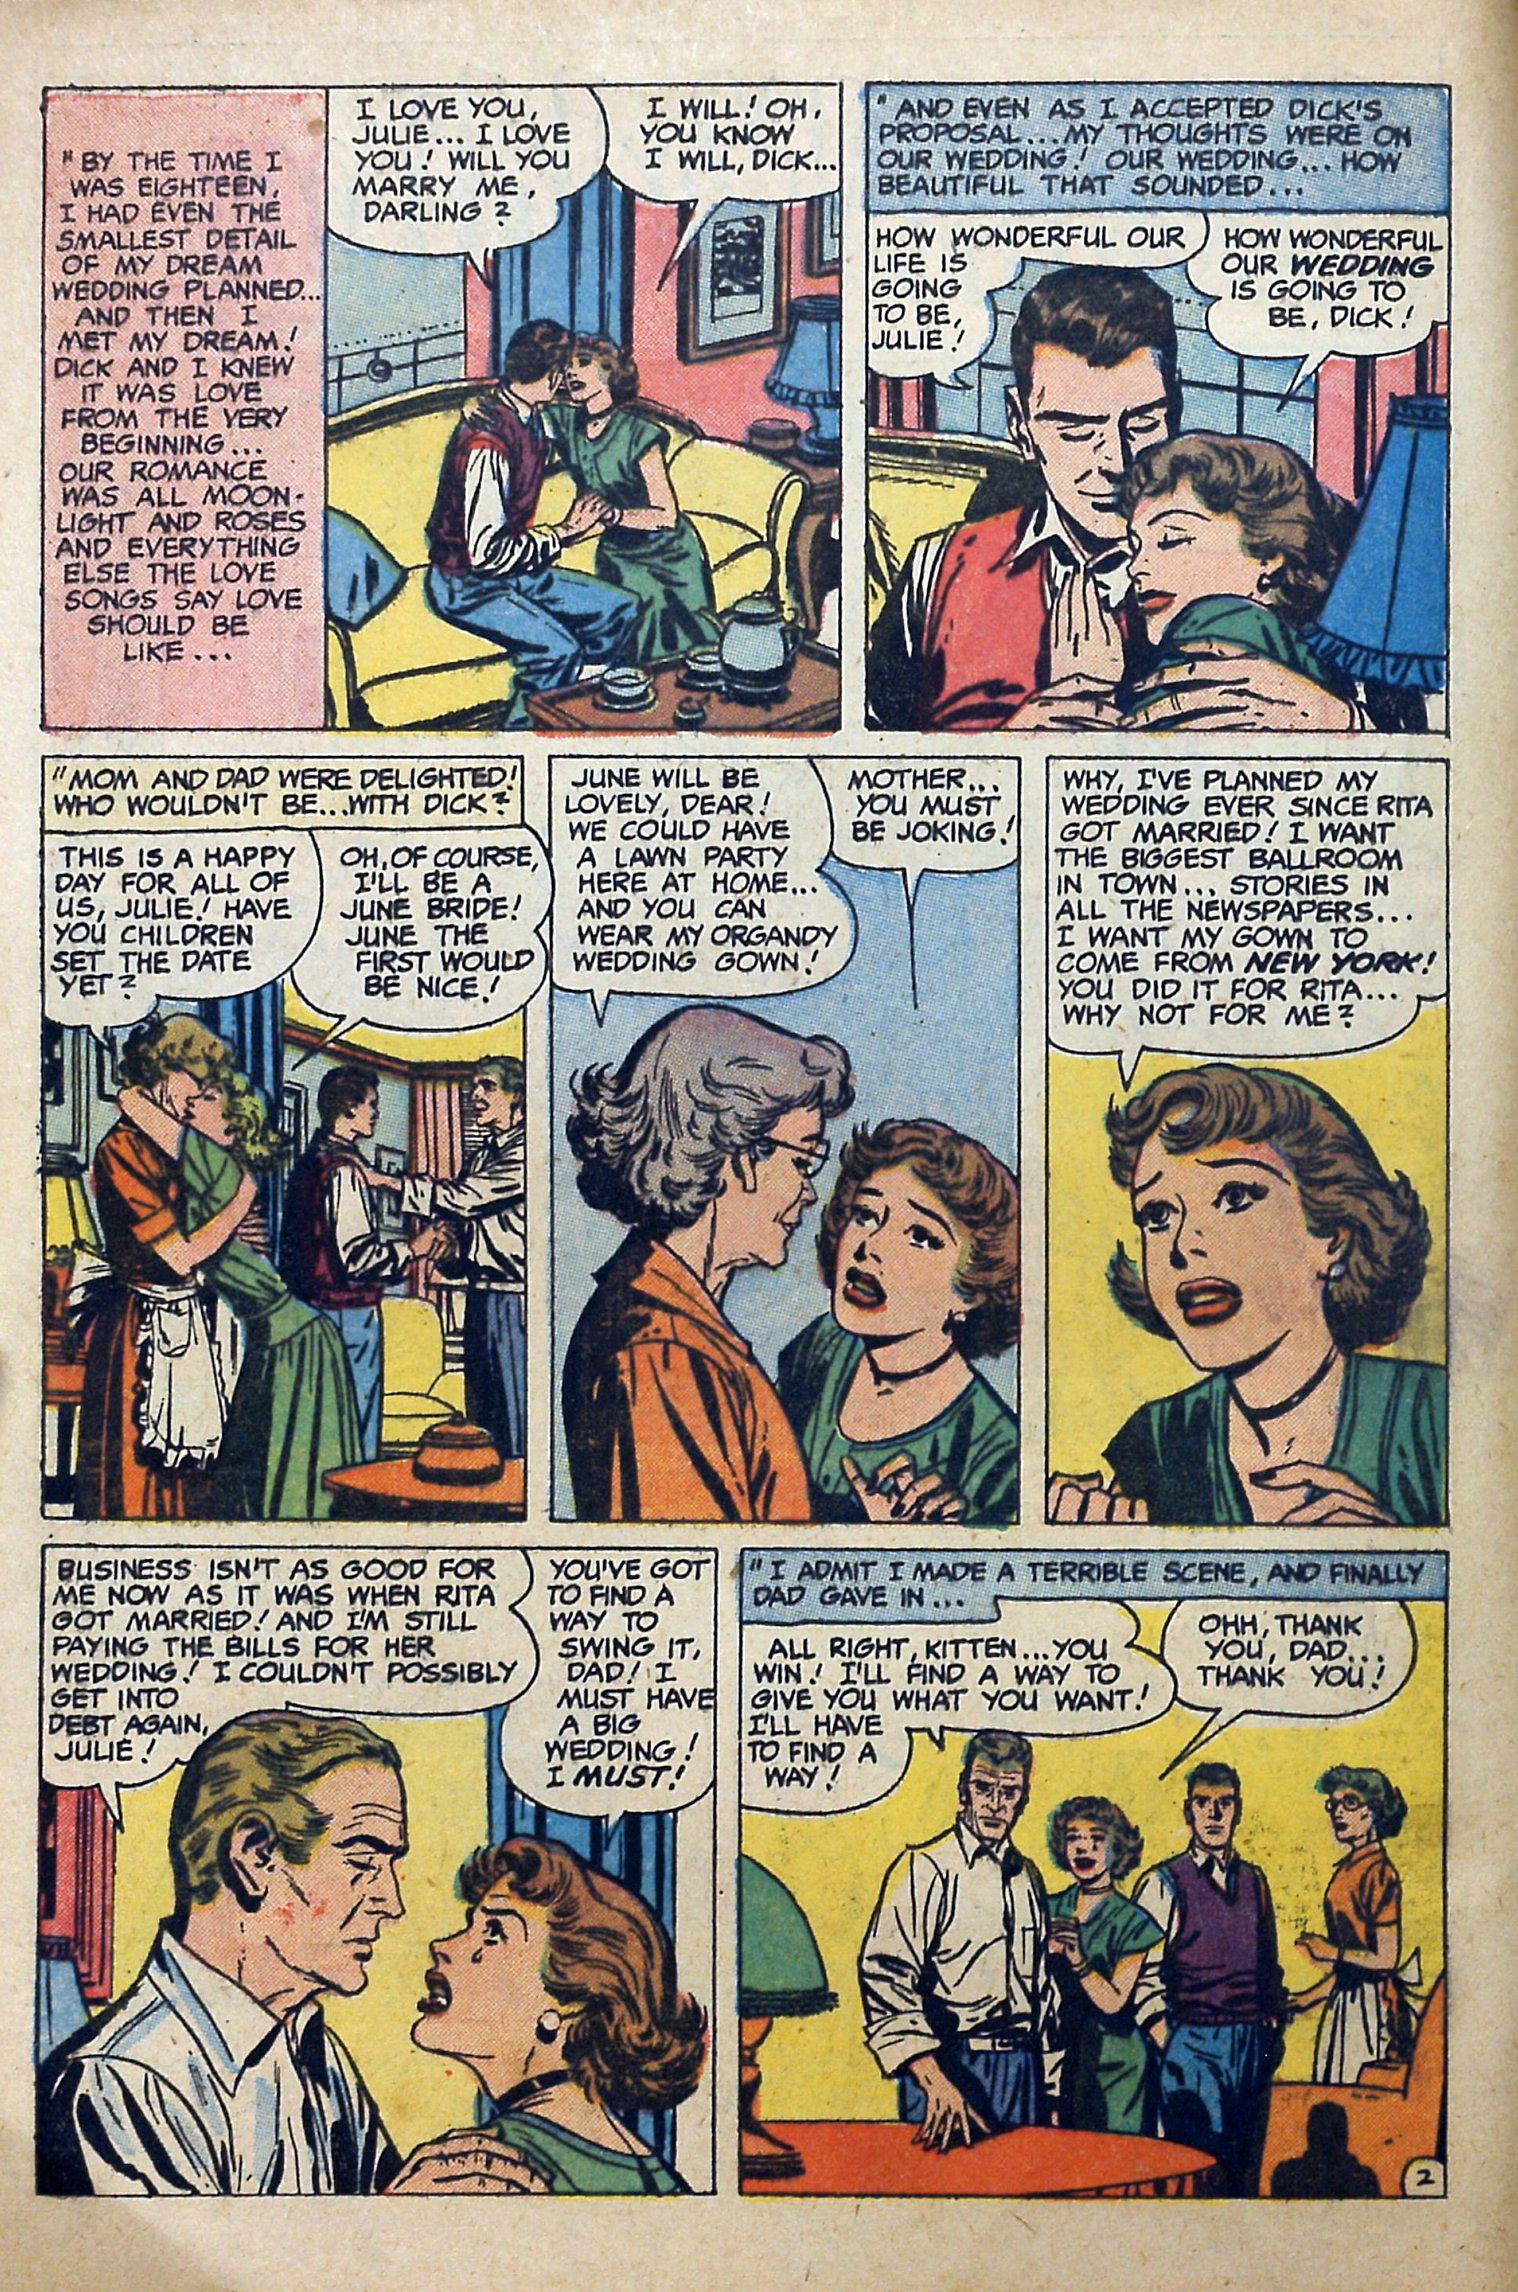 "BY THE TIME I
WAS EIGHTEEN,
I HAD EVEN THE
SMALLEST DETAIL
OF MY DREAM
WEDDING PLANNED...
AND THEN I
MET MY DREAM!
DICK AND I KNEW
IT WAS LOVE
FROM THE VERY
BEGINNING...
OUR ROMANCE
WAS ALL MOON-
LIGHT AND ROSES
AND EVERYTHING
ELSE THE LOVE
SONGS SAY LOVE
SHOULD BE
LIKE...
I LOVE YOU,
JULIE... I LOVE
YOU! WILL YOU
MARRY ME,
DARLING?
I WILL! OH,
YOU KNOW
I WILL, DICK...
"AND EVEN AS I ACCEPTED DICK'S
PROPOSAL...MY THOUGHTS WERE ON
OUR WEDDING! OUR WEDDING... HOW
BEAUTIFUL THAT SOUNDED...
HOW WONDERFUL OUR
LIFE IS
GOING
TO BE,
JULIE!
HOW WONDERFUL
OUR WEDDING
IS GOING TO
BE, DICK!
"MOM AND DAD WERE DELIGHTED!
WHO WOULDN'T BE...WITH DICK?
THIS IS A HAPPY
DAY FOR ALL OF
US, JULIE! HAVE
YOU CHILDREN
SET THE DATE
YET?
OH, OF COURSE,
I'LL BE A
JUNE BRIDE!
JUNE THE
FIRST WOULD
BE NICE!
JUNE WILL BE
LOVELY, DEAR!
WE COULD HAVE
A LAWN PARTY
HERE AT HOME...
AND YOU CAN
WEAR MY ORGANDY
WEDDING GOWN!
MOTHER...
YOU MUST
BE JOKING!
WHY, I'VE PLANNED MY
WEDDING EVER SINCE RITA
GOT MARRIED! I WANT
THE BIGGEST BALLROOM
IN TOWN... STORIES IN
ALL THE NEWSPAPERS...
I WANT MY GOWN TO
COME FROM NEW YORK!
YOU DID IT FOR RITA...
WHY NOT FOR ME?
BUSINESS ISN'T AS GOOD FOR
ME NOW AS IT WAS WHEN RITA
GOT MARRIED! AND I'M STILL
PAYING THE BILLS FOR HER
WEDDING! I COULDN'T POSSIBLY
GET INTO
DEBT AGAIN,
JULIE!
YOU'VE GOT
TO FIND A
WAY TO
SWING IT,
DAD! I
MUST HAVE
A BIG
WEDDING!
I MUST!
"I ADMIT I MADE A TERRIBLE SCENE, AND FINALLY
DAD GAVE IN...
ALL RIGHT, KITTEN...YOU
WIN! I'LL FIND A WAY TO
GIVE YOU WHAT YOU WANT!
I'LL HAVE
TO FIND A
WAY!
OHH, THANK
YOU, DAD...
THANK YOU!
2